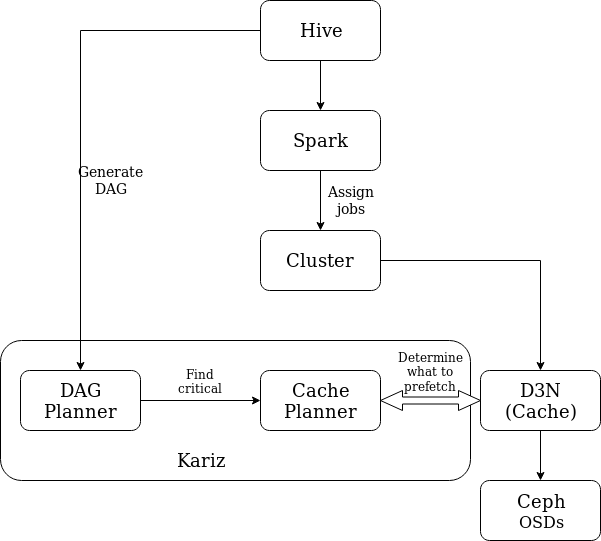 Hive
Spark
Generate
DAG
Assign
jobs
Cluster
DAG
Planner
Find
critical
Cache
Planner
Determine
what to
prefetch
D3N
(Cache)
Kariz
Ceph
OSDs